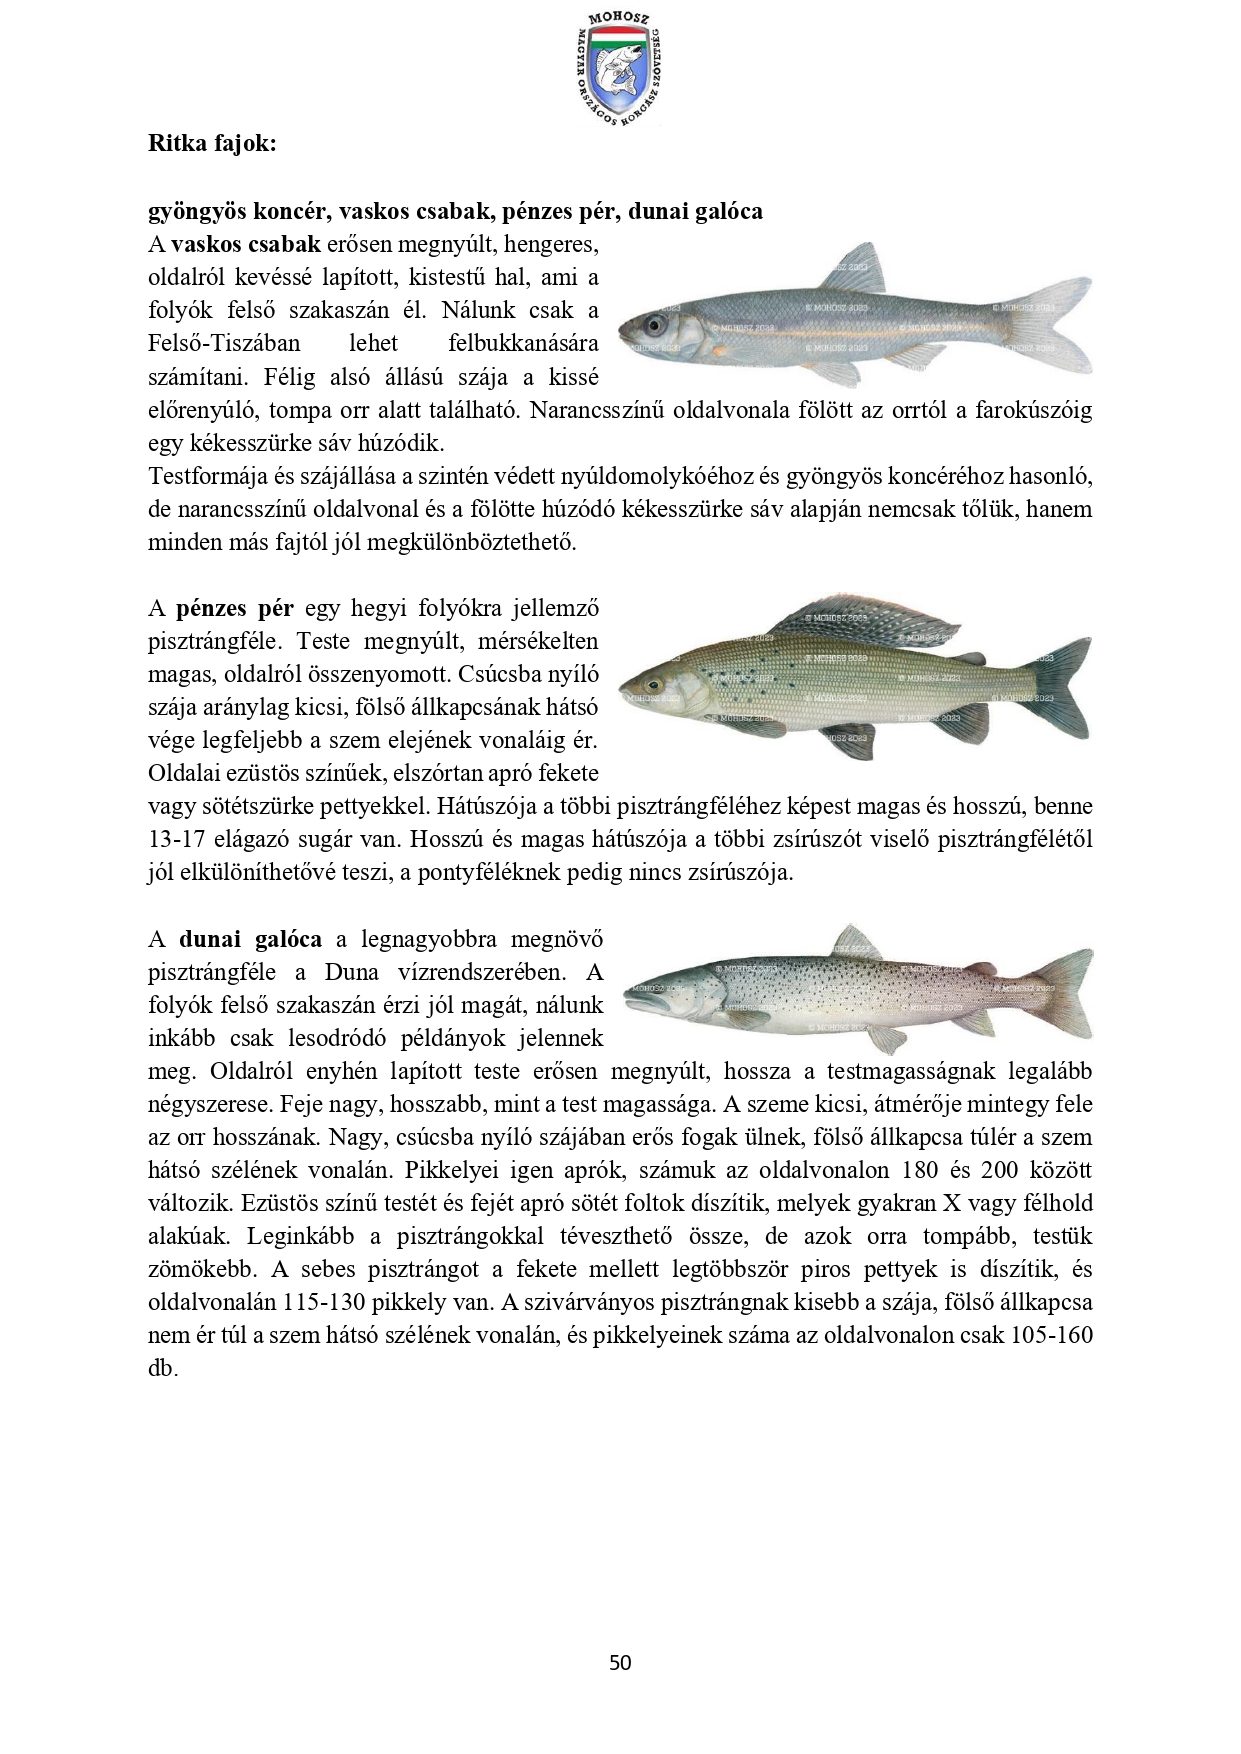 MOHOSZ
MAGYAR ORSZÁGOS HORGÁSZ SZÖVETSÉG
Ritka fajok:
gyöngyös koncér, vaskos csabak, pénzes pér, dunai galóca
A vaskos csabak erősen megnyúlt, hengeres,
oldalról kevéssé lapított, kistestű hal, ami a
folyók felső szakaszán él. Nálunk csak a
Felső-Tiszában lehet felbukkanására
számítani. Félig alsó állású szája a kissé
előrenyúló, tompa orr alatt található. Narancsszínű oldalvonala fölött az orrtól a farokúszóig
egy kékesszürke sáv húzódik.
Testformája és szájállása a szintén védett nyúldomolykóéhoz és gyöngyös koncéréhoz hasonló,
de narancsszínű oldalvonal és a fölötte húzódó kékesszürke sáv alapján nemcsak tőlük, hanem
minden más fajtól jól megkülönböztethető.
© MOHOSZ 2023
A pénzes pér egy hegyi folyókra jellemző
pisztrángféle. Teste megnyúlt, mérsékelten
magas, oldalról összenyomott. Csúcsba nyíló
szája aránylag kicsi, fölső állkapcsának hátsó
vége legfeljebb a szem elejének vonaláig ér.
Oldalai ezüstös színűek, elszórtan apró fekete
vagy sötétszürke pettyekkel. Hátúszója a többi pisztrángféléhez képest magas és hosszú, benne
13-17 elágazó sugár van. Hosszú és magas hátúszója a többi zsírúszót viselő pisztrángfélétől
jól elkülöníthetővé teszi, a pontyféléknek pedig nincs zsírúszója.
© MOHOSZ 2023
A dunai galóca a legnagyobbra megnövő
pisztrángféle a Duna vízrendszerében. A
folyók felső szakaszán érzi jól magát, nálunk
inkább csak lesodródó példányok jelennek
meg. Oldalról enyhén lapított teste erősen megnyúlt, hossza a testmagasságnak legalább
négyszerese. Feje nagy, hosszabb, mint a test magassága. A szeme kicsi, átmérője mintegy fele
az orr hosszának. Nagy, csúcsba nyíló szájában erős fogak ülnek, fölső állkapcsa túlér a szem
hátsó szélének vonalán. Pikkelyei igen aprók, számuk az oldalvonalon 180 és 200 között
változik. Ezüstös színű testét és fejét apró sötét foltok díszítik, melyek gyakran X vagy félhold
alakúak. Leginkább a pisztrángokkal téveszthető össze, de azok orra tompább, testük
zömökebb. A sebes pisztrángot a fekete mellett legtöbbször piros pettyek is díszítik, és
oldalvonalán 115-130 pikkely van. A szivárványos pisztrángnak kisebb a szája, fölső állkapcsa
nem ér túl a szem hátsó szélének vonalán, és pikkelyeinek száma az oldalvonalon csak 105-160
db.
© MOHOSZ 2023
50